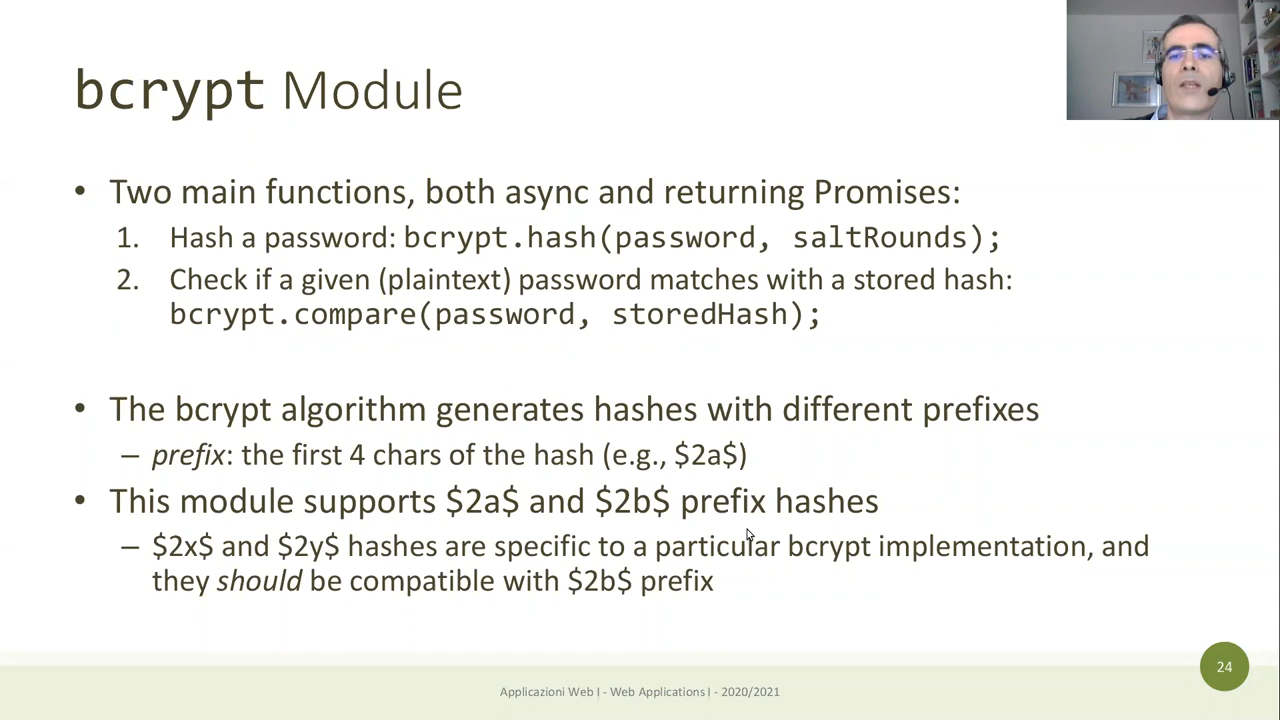 bcrypt Module
• Two main functions, both async and returning Promises:
1. Hash a password: bcrypt.hash(password, saltRounds);
2. Check if a given (plaintext) password matches with a stored hash:
bcrypt.compare(password, storedHash);
• The bcrypt algorithm generates hashes with different prefixes
– prefix: the first 4 chars of the hash (e.g., $2a$)
• This module supports $2a$ and $2b$ prefix hashes
– $2x$ and $2y$ hashes are specific to a particular bcrypt implementation, and
they should be compatible with $2b$ prefix
24
Applicazioni Web I - Web Applications I - 2020/2021